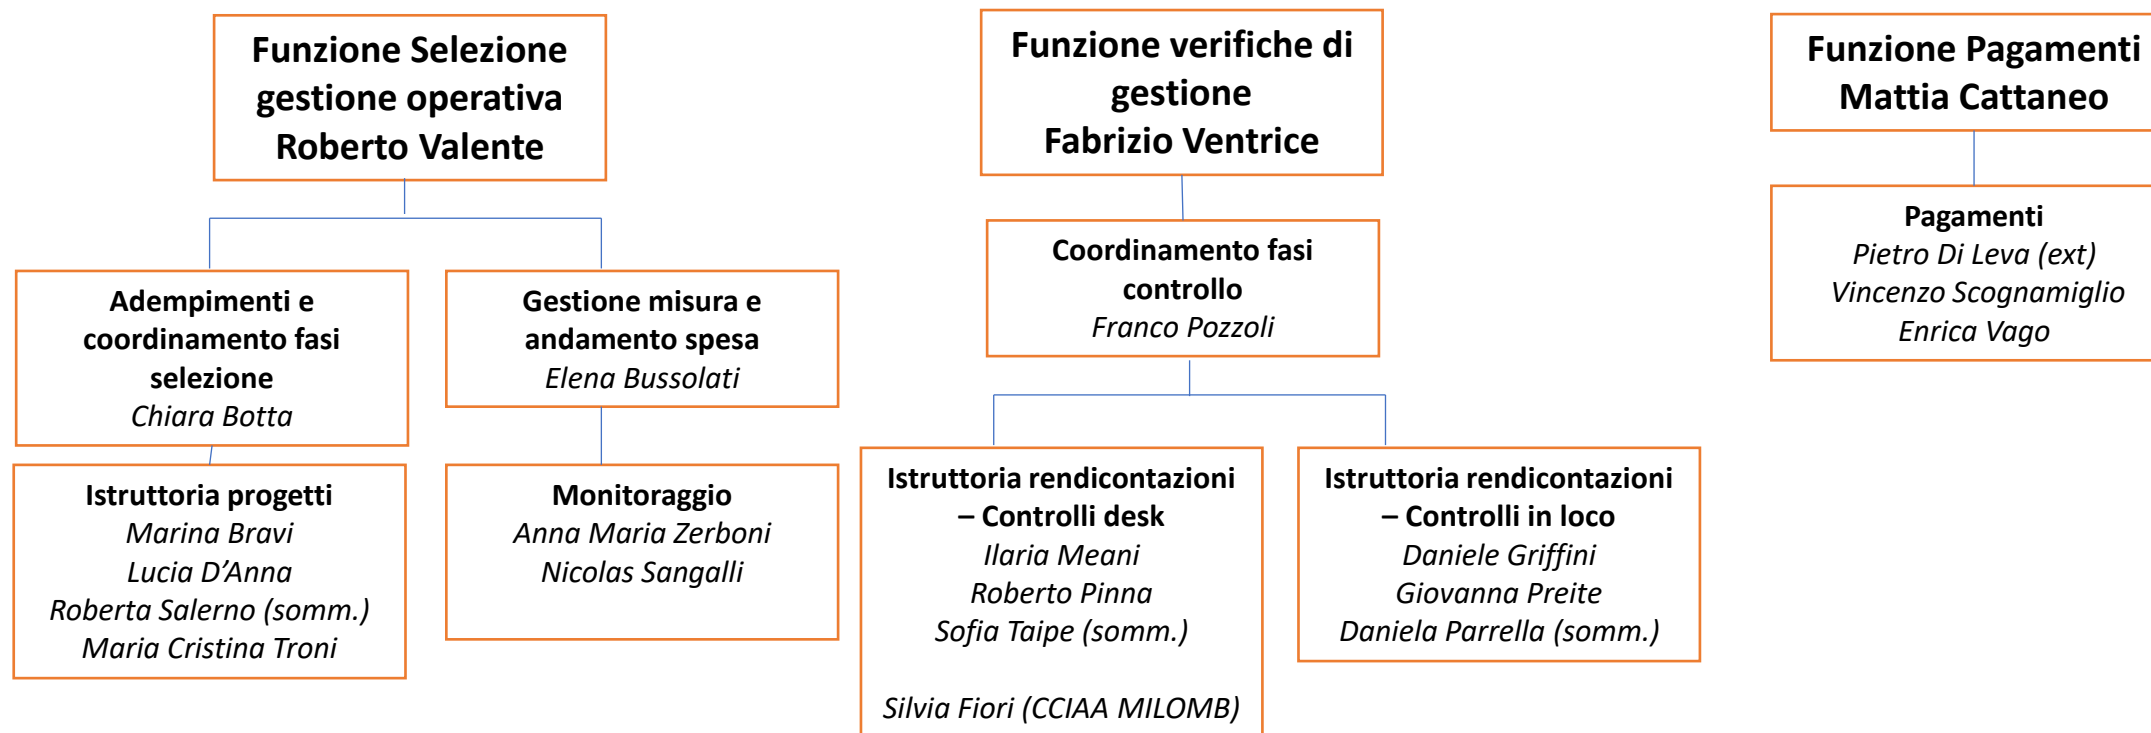 Funzione Selezione
gestione operativa
Roberto Valente
Adempimenti e
coordinamento fasi
selezione
Chiara Botta
Istruttoria progetti
Marina Bravi
Lucia D’Anna
Roberta Salerno (somm.)
Maria Cristina Troni
Gestione misura e
andamento spesa
Elena Bussolati
Monitoraggio
Anna Maria Zerboni
Nicolas Sangalli
Funzione verifiche di
gestione
Fabrizio Ventrice
Coordinamento fasi
controllo
Franco Pozzoli
Istruttoria rendicontazioni
– Controlli desk
Ilaria Meani
Roberto Pinna
Sofia Taipe (somm.)
Silvia Fiori (CCIAA MILOMB)
Istruttoria rendicontazioni
– Controlli in loco
Daniele Griffini
Giovanna Preite
Daniela Parrella (somm.)
Funzione Pagamenti
Mattia Cattaneo
Pagamenti
Pietro Di Leva (ext)
Vincenzo Scognamiglio
Enrica Vago